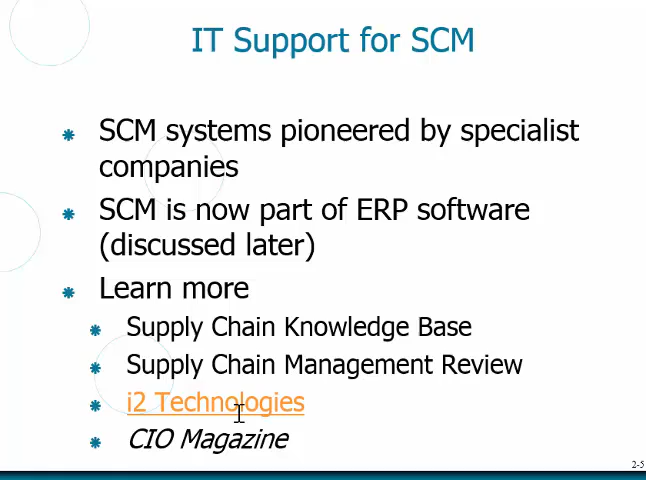 IT Support for SCM
SCM systems pioneered by specialist
companies
SCM is now part of ERP software
(discussed later)
Learn more
Supply Chain Knowledge Base
Supply Chain Management Review
i2 Technologies
CIO Magazine
2-5